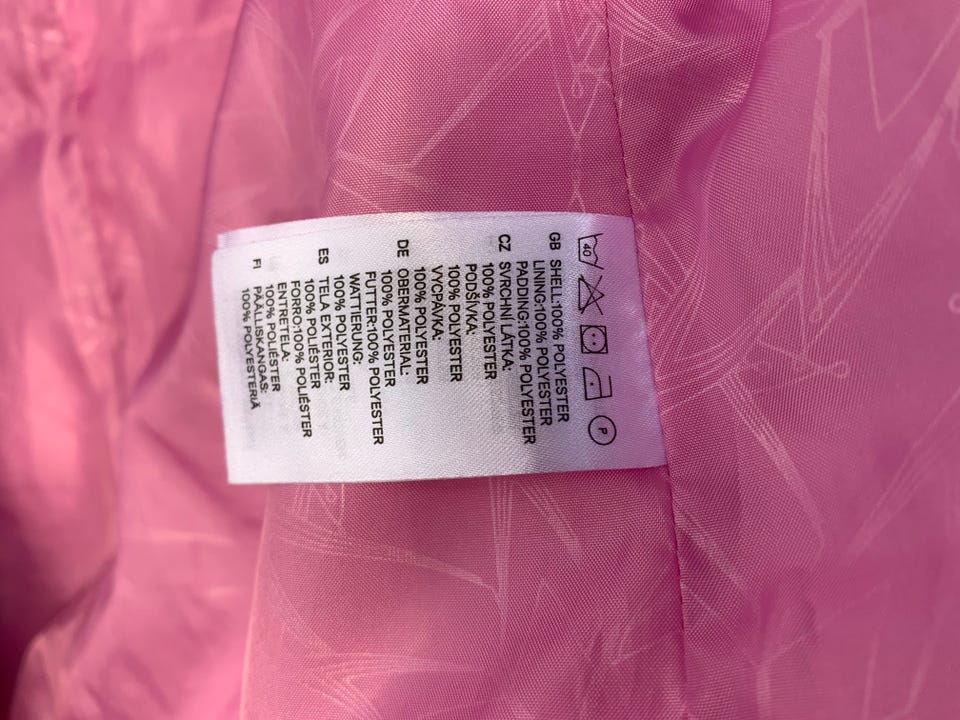 40
P
GB SHELL:100% POLYESTER
LINING:100% POLYESTER
PADDING:100% POLYESTER
CZ SVRCHNÍ LÁTKA:
100% POLYESTER
PODŠÍVKA:
100% POLYESTER
VYCPÁVKA:
100% POLYESTER
DE OBERMATERIAL:
100% POLYESTER
FUTTER:100% POLYESTER
WATTIERUNG:
100% POLYESTER
ES TELA EXTERIOR:
100% POLIÉSTER
FORRO:100% POLIÉSTER
ENTRETELA:
100% POLIÉSTER
FI PÄÄLLISKANGAS:
100% POLYESTERIÄ